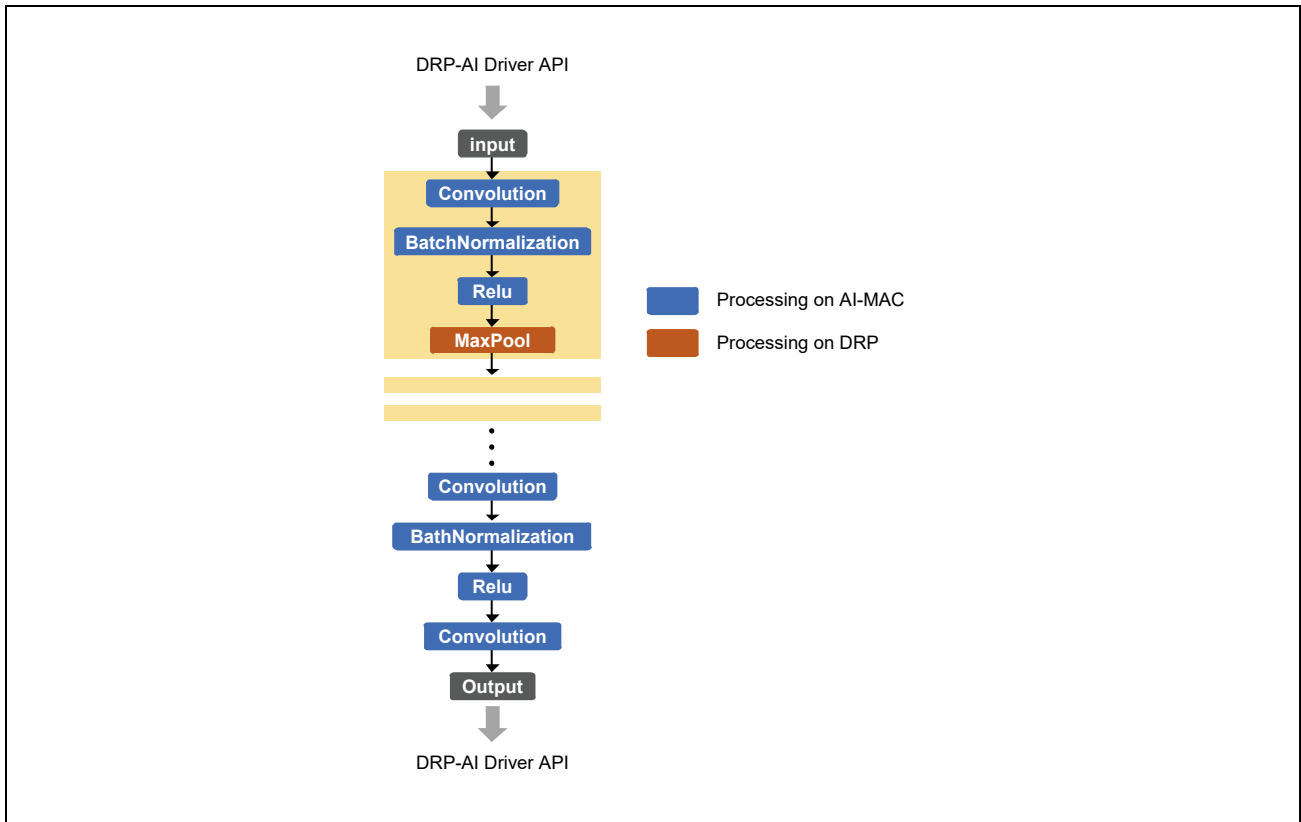 DRP-AI Driver API
input
Convolution
BatchNormalization
Relu
MaxPool
Processing on AI-MAC
Processing on DRP
Convolution
BathNormalization
Relu
Convolution
Output
DRP-AI Driver API